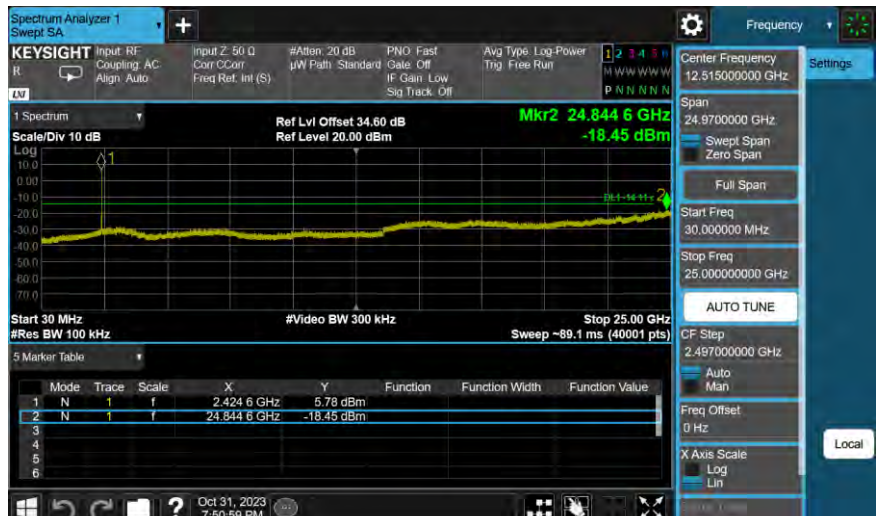 Spectrum Analyzer 1
Swept SA
+
Frequency
KEYSIGHT
R
LXI
Input: RF
Coupling: AC
Align: Auto
Input Z: 50 Ω
Corr CCorr
Freq Ref: Int (S)
#Atten: 20 dB
µW Path: Standard
PNO: Fast
Gate: Off
IF Gain: Low
Sig Track: Off
Avg Type: Log-Power
Trig: Free Run
1 2 3 4 5 6
M W W W W W
P N N N N N
1 Spectrum
Scale/Div 10 dB
Ref Lvl Offset 34.60 dB
Ref Level 20.00 dBm
Mkr2 24.844 6 GHz
-18.45 dBm
Log
10.0
0.00
-10.0
-20.0
-30.0
-40.0
-50.0
-60.0
-70.0
1
2
Start 30 MHz
#Res BW 100 kHz
#Video BW 300 kHz
Stop 25.00 GHz
Sweep ~89.1 ms (40001 pts)
5 Marker Table
Mode Trace Scale X Y Function Function Width Function Value
1 N 1 f 2.424 6 GHz 5.78 dBm
2 N 1 f 24.844 6 GHz -18.45 dBm
3
4
5
6
?
Oct 31, 2023
7:50:59 PM
Center Frequency
12.515000000 GHz
Span
24.9700000 GHz
Swept Span
Zero Span
Full Span
Start Freq
30.000000 MHz
Stop Freq
25.000000000 GHz
AUTO TUNE
CF Step
2.497000000 GHz
Auto
Man
Freq Offset
0 Hz
X Axis Scale
Log
Lin
Settings
Local